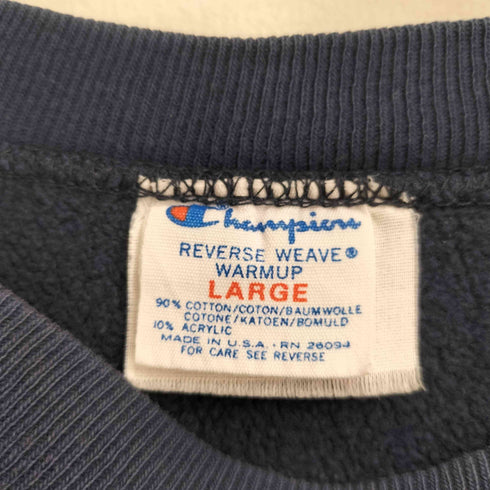 Champion
REVERSE WEAVE®
WARMUP
LARGE
90% COTTON/COTON/BAUMWOLLE
COTONE/KATOEN/BOMULD
10% ACRYLIC
MADE IN U.S.A. · RN 26094
FOR CARE SEE REVERSE